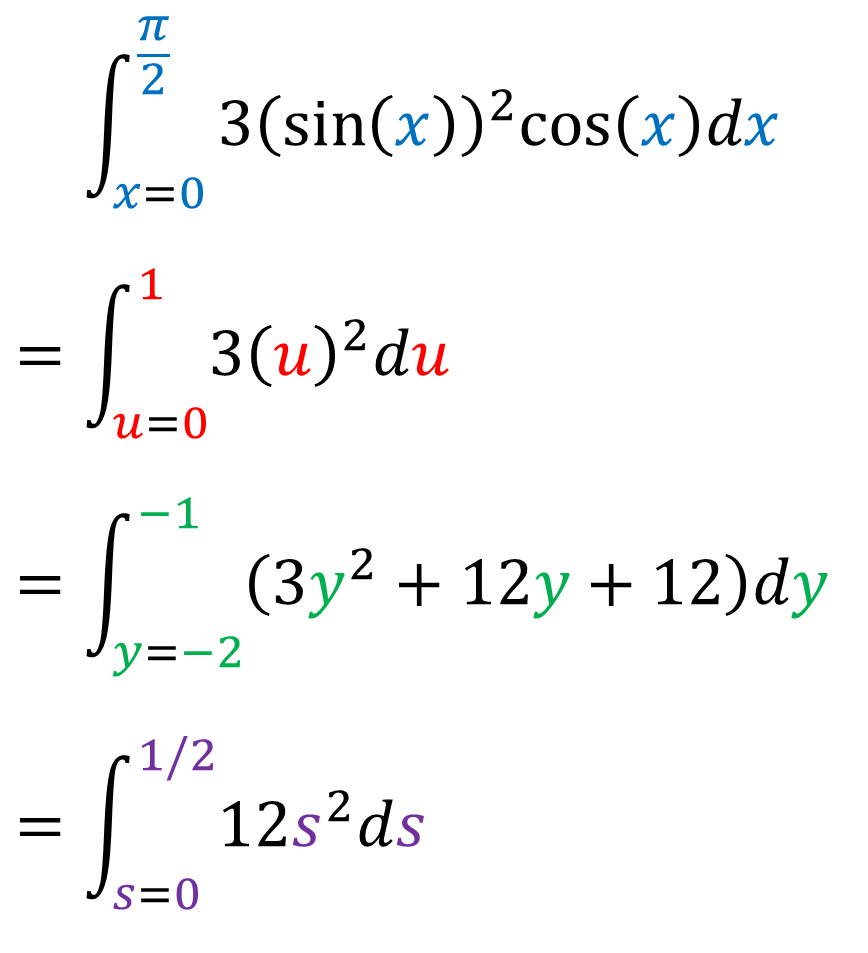 ∫_{x=0}^{π/2} 3(sin(x))²cos(x)dx
= ∫_{u=0}^{1} 3(u)²du
= ∫_{y=−2}^{−1} (3y² + 12y + 12)dy
= ∫_{s=0}^{1/2} 12s²ds